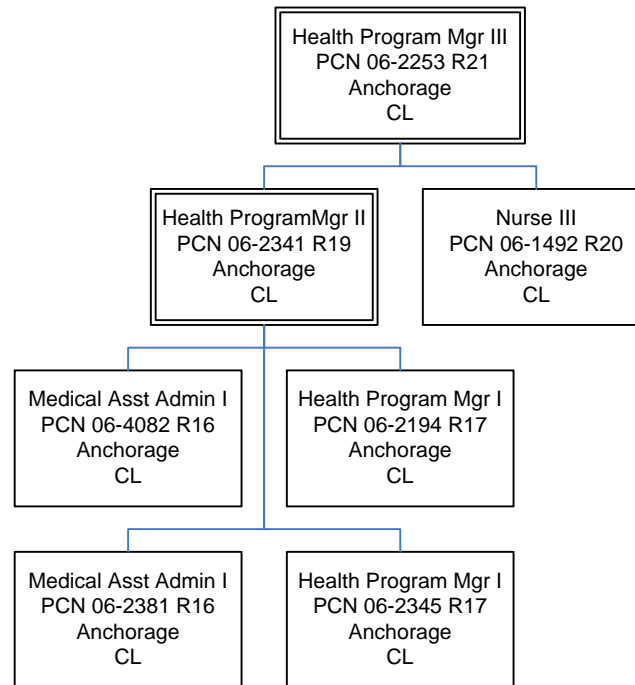 Health Program Mgr III
PCN 06-2253 R21
Anchorage
CL
Health ProgramMgr II
PCN 06-2341 R19
Anchorage
CL
Nurse III
PCN 06-1492 R20
Anchorage
CL
Medical Asst Admin I
PCN 06-4082 R16
Anchorage
CL
Health Program Mgr I
PCN 06-2194 R17
Anchorage
CL
Medical Asst Admin I
PCN 06-2381 R16
Anchorage
CL
Health Program Mgr I
PCN 06-2345 R17
Anchorage
CL